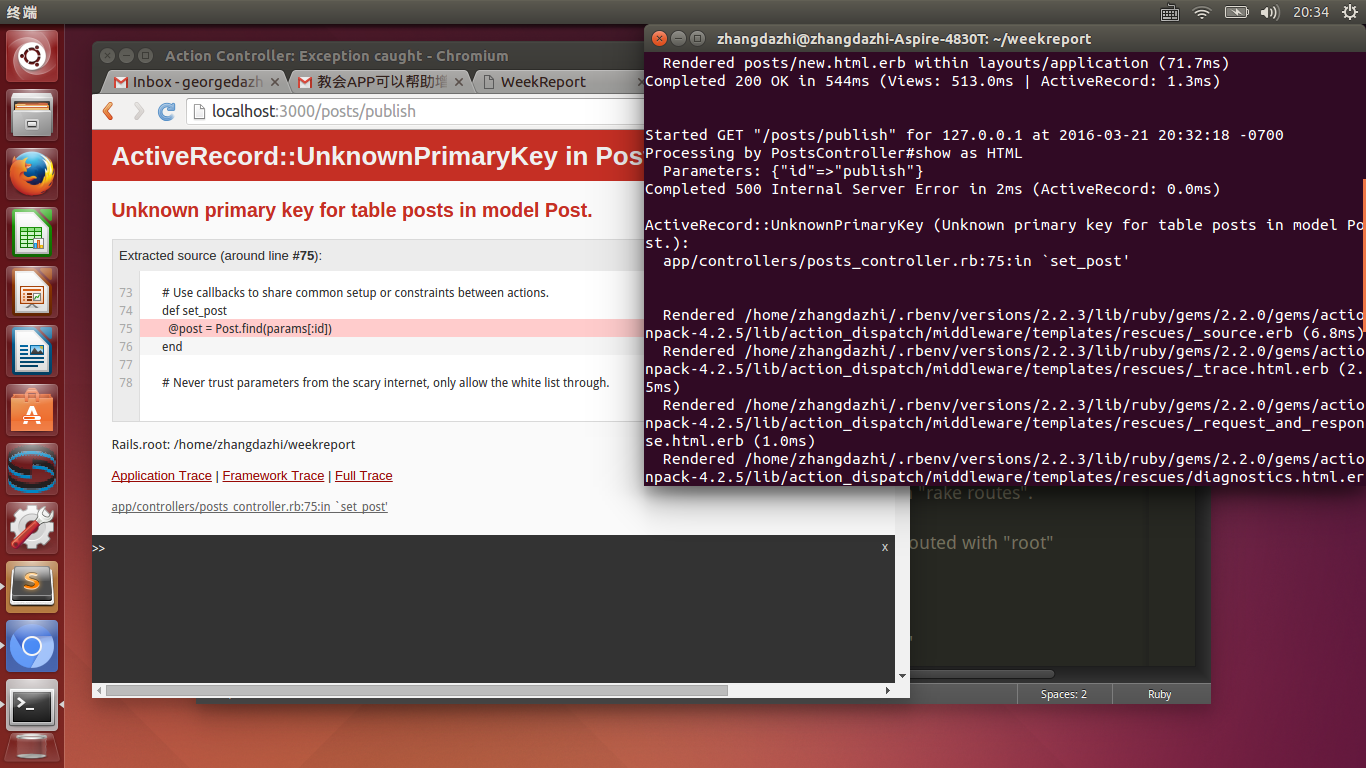 终端
20:34
Action Controller: Exception caught - Chromium
Inbox - georgedazh
教会APP可以帮助增
WeekReport
localhost:3000/posts/publish
ActiveRecord::UnknownPrimaryKey in Pos
Unknown primary key for table posts in model Post.
Extracted source (around line #75):
73 # Use callbacks to share common setup or constraints between actions.
74 def set_post
75 @post = Post.find(params[:id])
76 end
77
78 # Never trust parameters from the scary internet, only allow the white list through.
Rails.root: /home/zhangdazhi/weekreport
Application Trace | Framework Trace | Full Trace
app/controllers/posts_controller.rb:75:in `set_post'
>>
x
zhangdazhi@zhangdazhi-Aspire-4830T: ~/weekreport
Rendered posts/new.html.erb within layouts/application (71.7ms)
Completed 200 OK in 544ms (Views: 513.0ms | ActiveRecord: 1.3ms)
Started GET "/posts/publish" for 127.0.0.1 at 2016-03-21 20:32:18 -0700
Processing by PostsController#show as HTML
Parameters: {"id"=>"publish"}
Completed 500 Internal Server Error in 2ms (ActiveRecord: 0.0ms)
ActiveRecord::UnknownPrimaryKey (Unknown primary key for table posts in model Po
st.):
app/controllers/posts_controller.rb:75:in `set_post'
Rendered /home/zhangdazhi/.rbenv/versions/2.2.3/lib/ruby/gems/2.2.0/gems/actio
npack-4.2.5/lib/action_dispatch/middleware/templates/rescues/_source.erb (6.8ms)
Rendered /home/zhangdazhi/.rbenv/versions/2.2.3/lib/ruby/gems/2.2.0/gems/actio
npack-4.2.5/lib/action_dispatch/middleware/templates/rescues/_trace.html.erb (2.
5ms)
Rendered /home/zhangdazhi/.rbenv/versions/2.2.3/lib/ruby/gems/2.2.0/gems/actio
npack-4.2.5/lib/action_dispatch/middleware/templates/rescues/_request_and_respon
se.html.erb (1.0ms)
Rendered /home/zhangdazhi/.rbenv/versions/2.2.3/lib/ruby/gems/2.2.0/gems/actio
npack-4.2.5/lib/action_dispatch/middleware/templates/rescues/diagnostics.html.er
"rake routes".
outed with "root"
Spaces: 2
Ruby